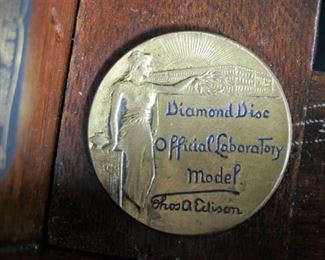 Diamond Disc
Official Laboratory
Model
Thos A Edison